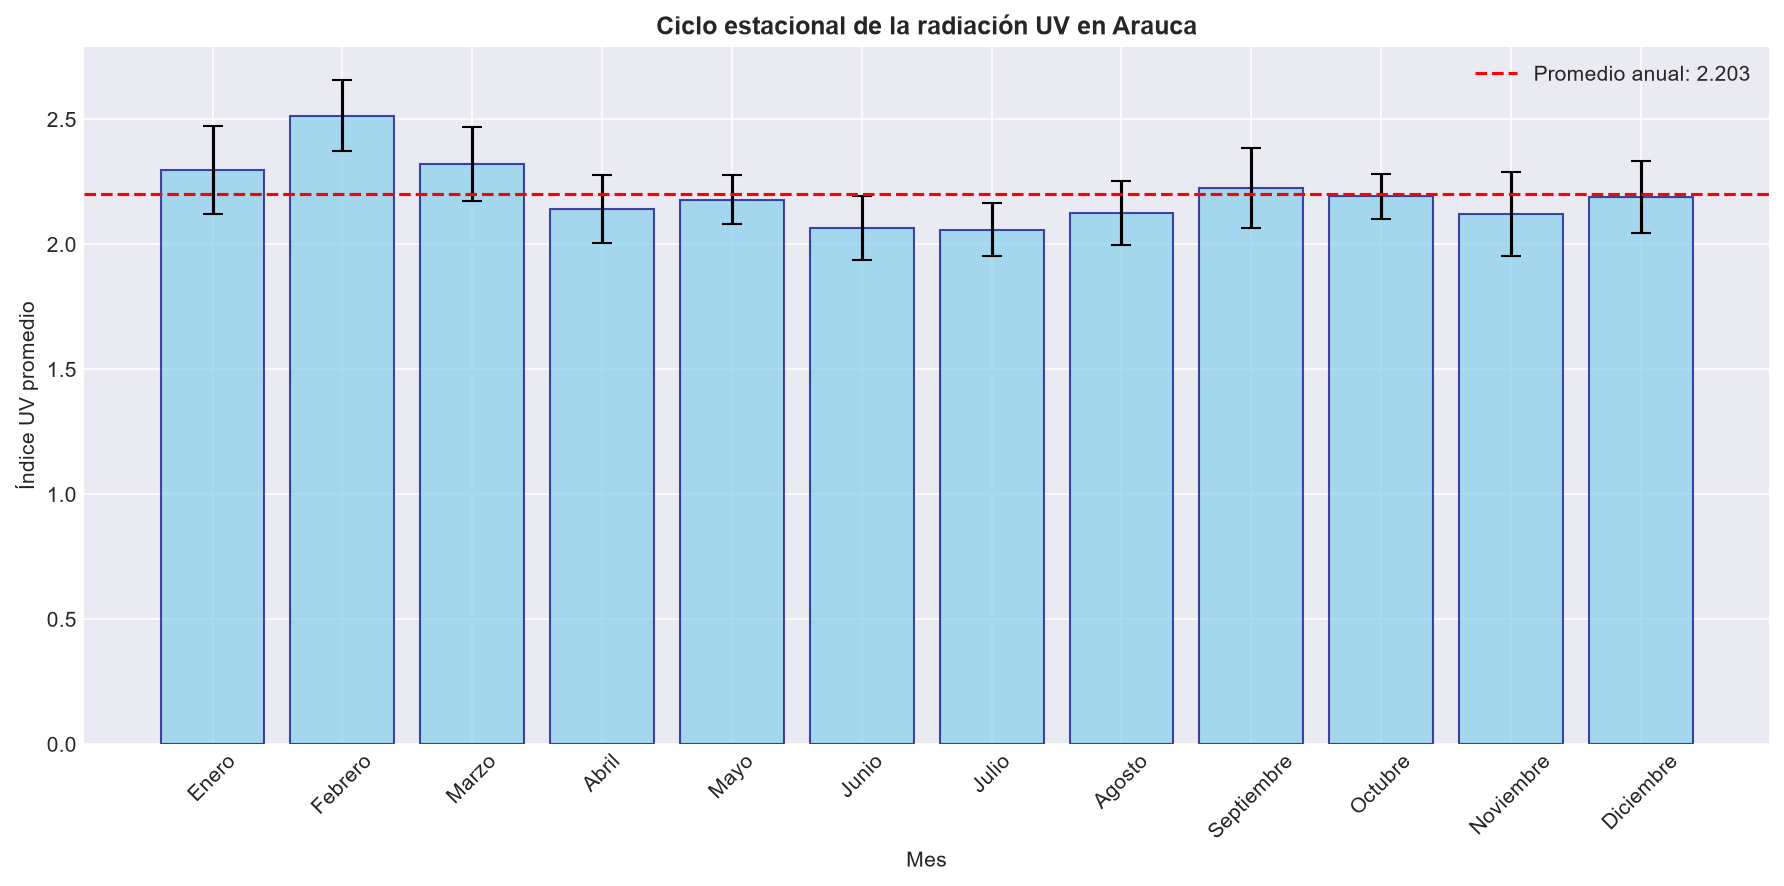 Ciclo estacional de la radiación UV en Arauca
Promedio anual: 2.203
Índice UV promedio
2.5
2.0
1.5
1.0
0.5
0.0
Enero
Febrero
Marzo
Abril
Mayo
Junio
Julio
Agosto
Septiembre
Octubre
Noviembre
Diciembre
Mes